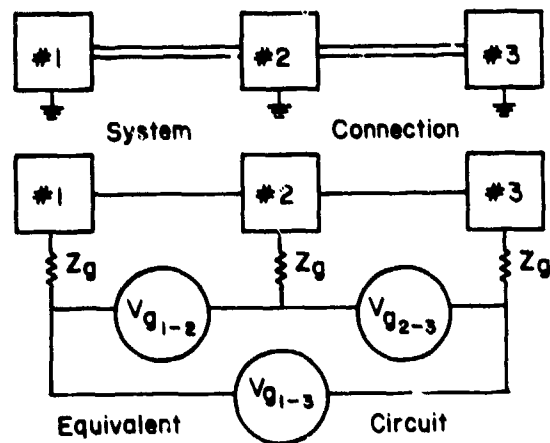 #1 #2 #3
System Connection
#1 #2 #3
Zg Zg Zg
Vg1-2 Vg2-3
Vg1-3
Equivalent Circuit